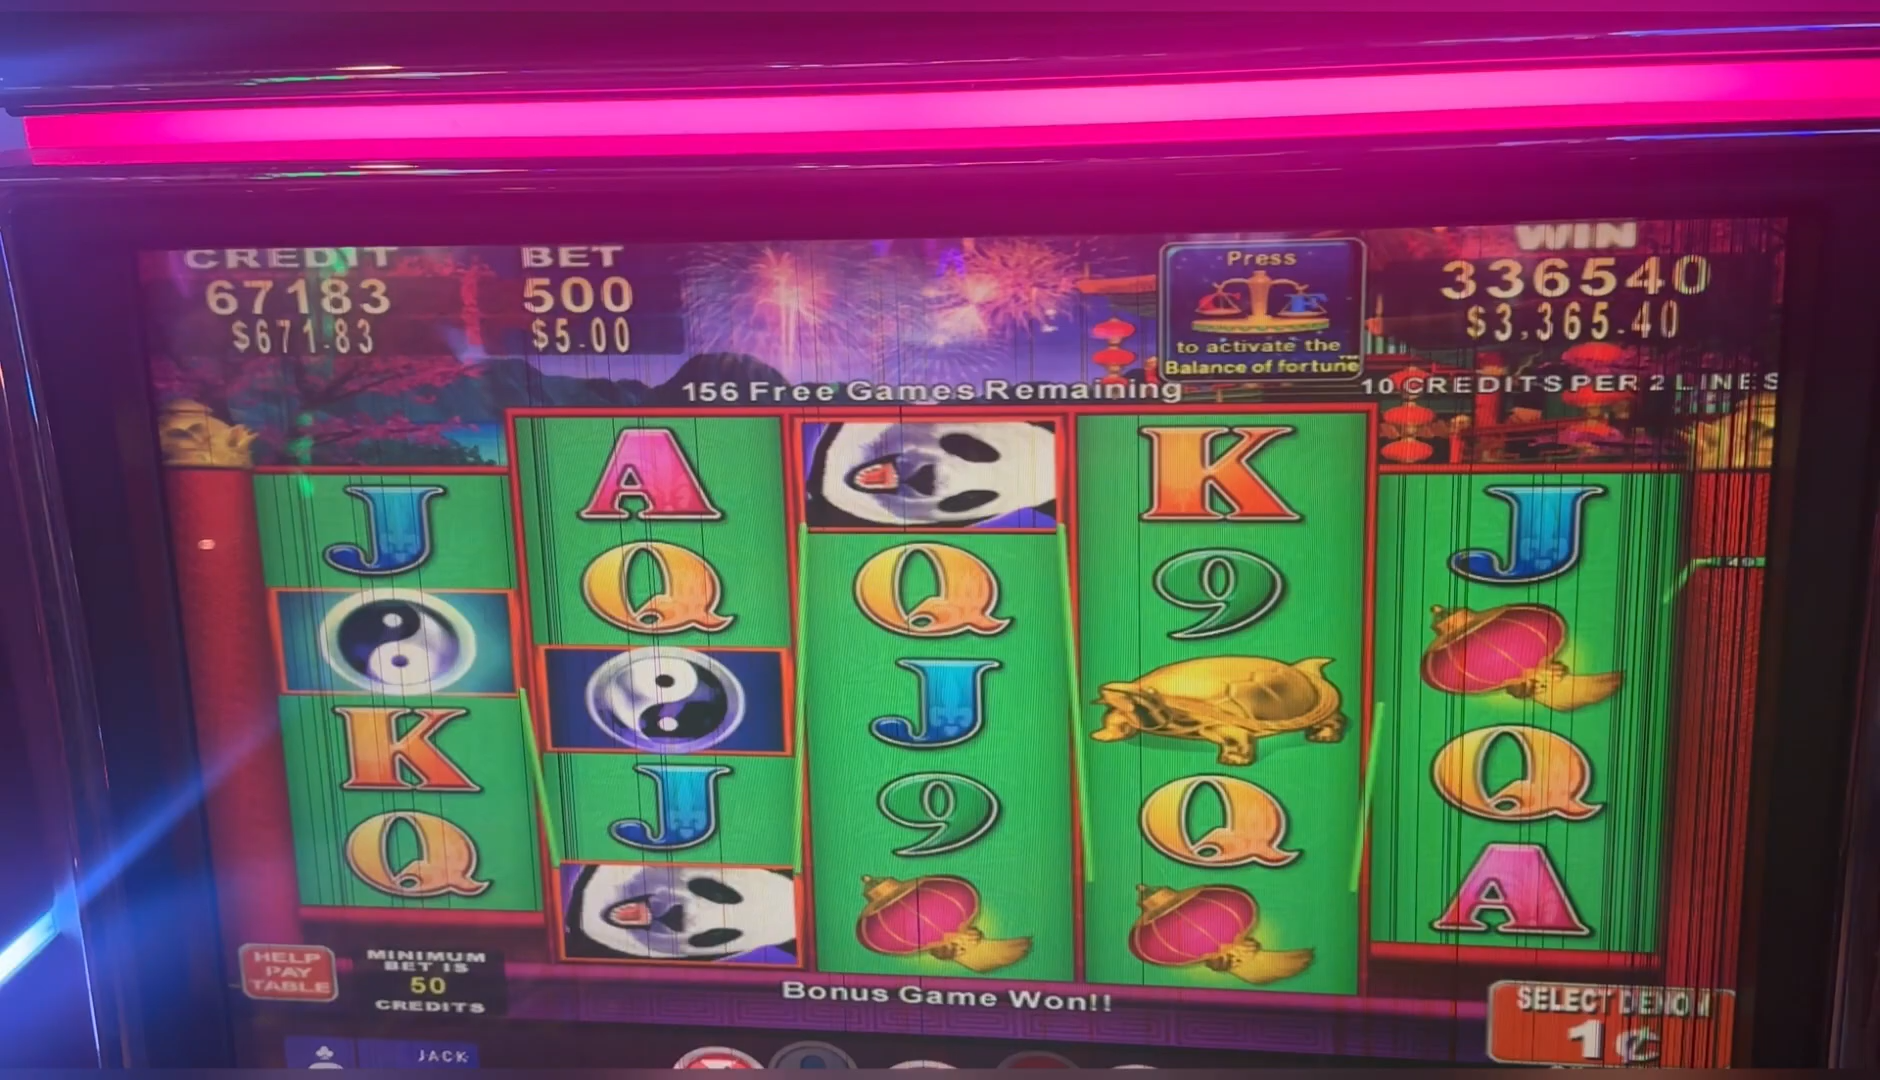 CREDIT
67183
$671.83
BET
500
$5.00
Press
to activate the
Balance of fortune™
WIN
336540
$3,365.40
156 Free Games Remaining
10 CREDITS PER 2 LINES
J
K
Q
A
Q
J
Q
J
9
K
9
Q
J
Q
A
HELP
PAY
TABLE
MINIMUM
BET IS
50
CREDITS
Bonus Game Won!!
SELECT DENOM
1¢
JACK